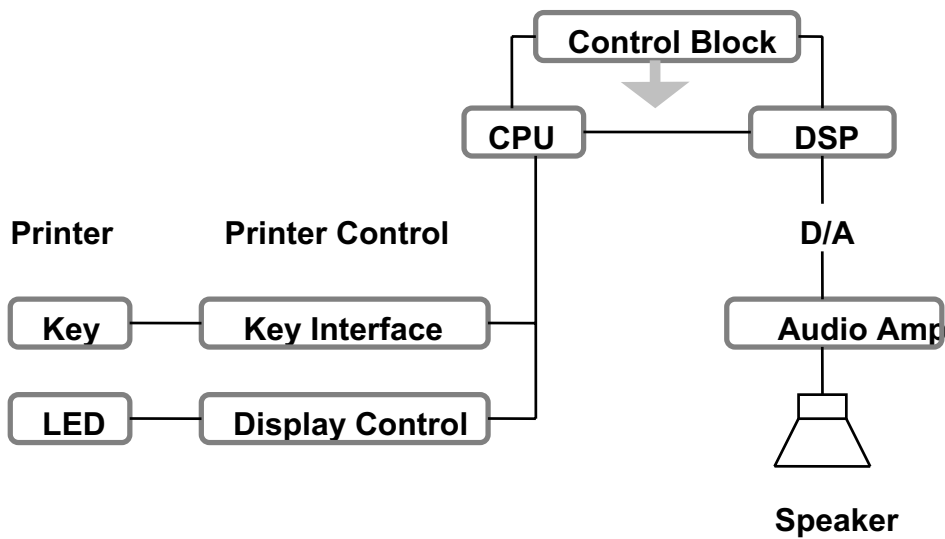 Control Block
CPU
DSP
Printer
Printer Control
D/A
Key
Key Interface
Audio Amp
LED
Display Control
Speaker